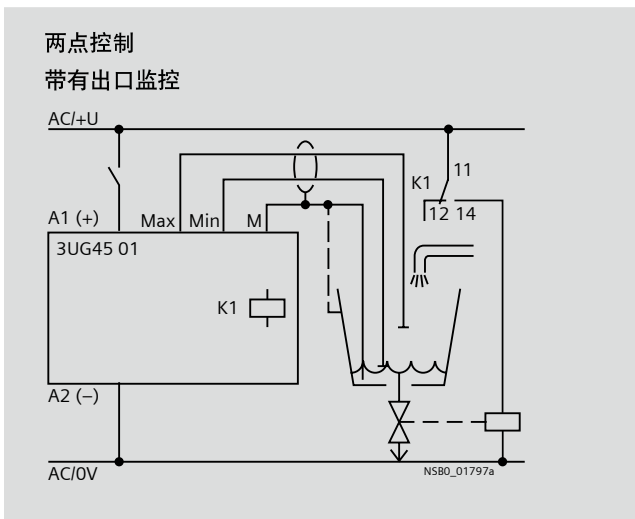 两点控制
带有出口监控
AC/+U
K1 11
12 14
A1 (+) Max Min M
3UG45 01
K1
A2 (–)
AC/0V
NSB0_01797a